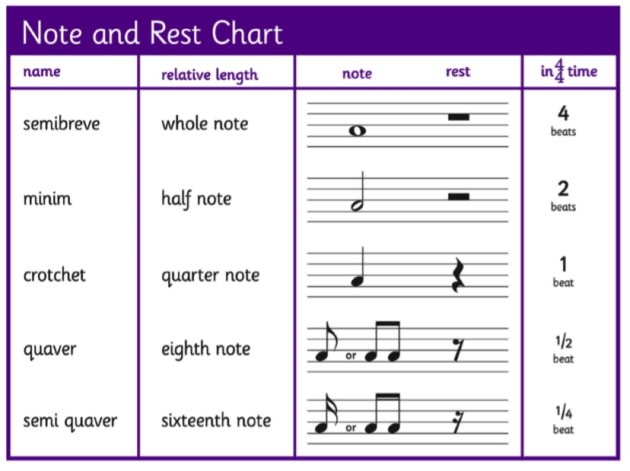 Note and Rest Chart
name relative length note rest in 4/4 time
semibreve whole note 4
beats
minim half note 2
beats
crotchet quarter note 1
beat
quaver eighth note or 1/2
beat
semi quaver sixteenth note or 1/4
beat